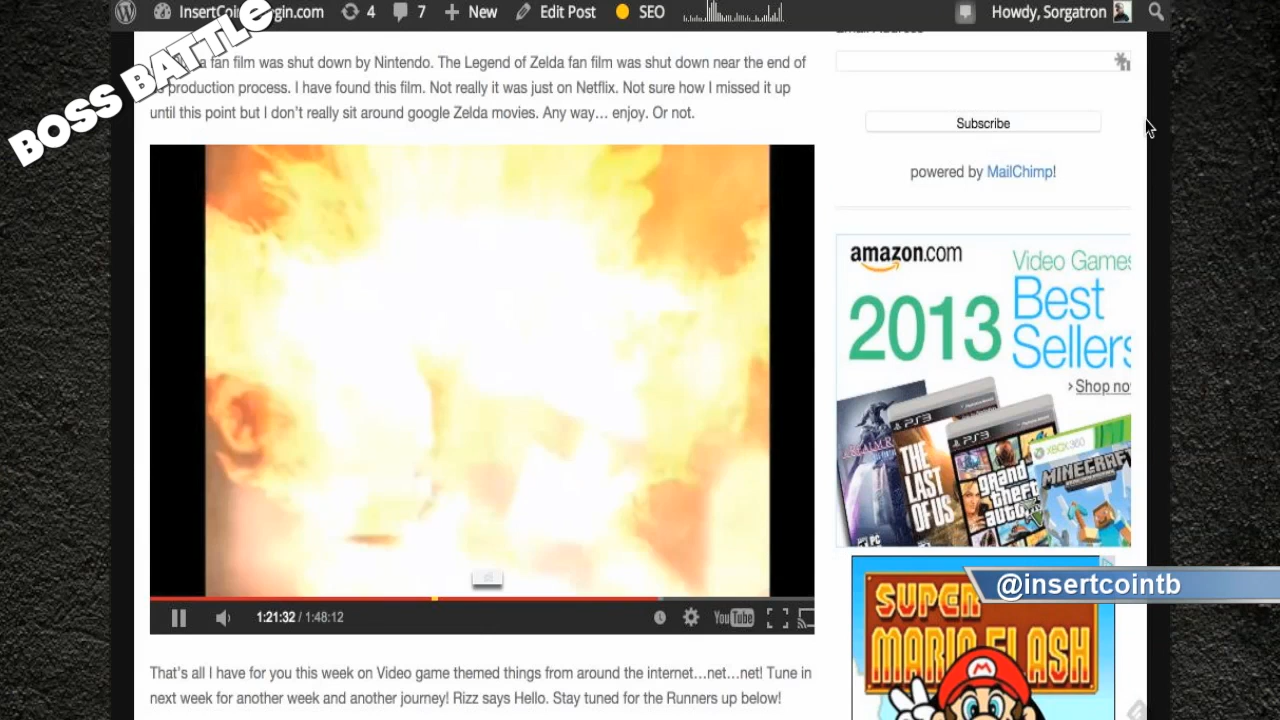 InsertCoi
gin.com
4
7
New
Edit Post
SEO
Howdy, Sorgatron
BOSS BATTLE
a fan film was shut down by Nintendo. The Legend of Zelda fan film was shut down near the end of
production process. I have found this film. Not really it was just on Netflix. Not sure how I missed it up
until this point but I don't really sit around google Zelda movies. Any way… enjoy. Or not.
Subscribe
powered by MailChimp!
amazon.com
Video Games
2013 Best
Sellers
Shop no
PS3
PS3
XBOX 360
THE
LAST
OF US
grand
theft
auto V
MINECRAFT
PC
@insertcointb
SUPER
MARIO FLASH
M
1:21:32 / 1:48:12
YouTube
That's all I have for you this week on Video game themed things from around the internet…net…net! Tune in
next week for another week and another journey! Rizz says Hello. Stay tuned for the Runners up below!